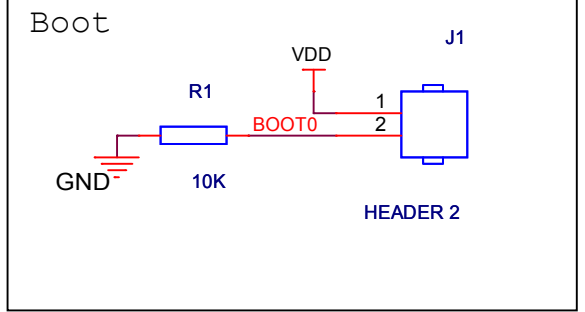 Boot
J1
VDD
R1
1
BOOT0
2
GND
10K
HEADER 2